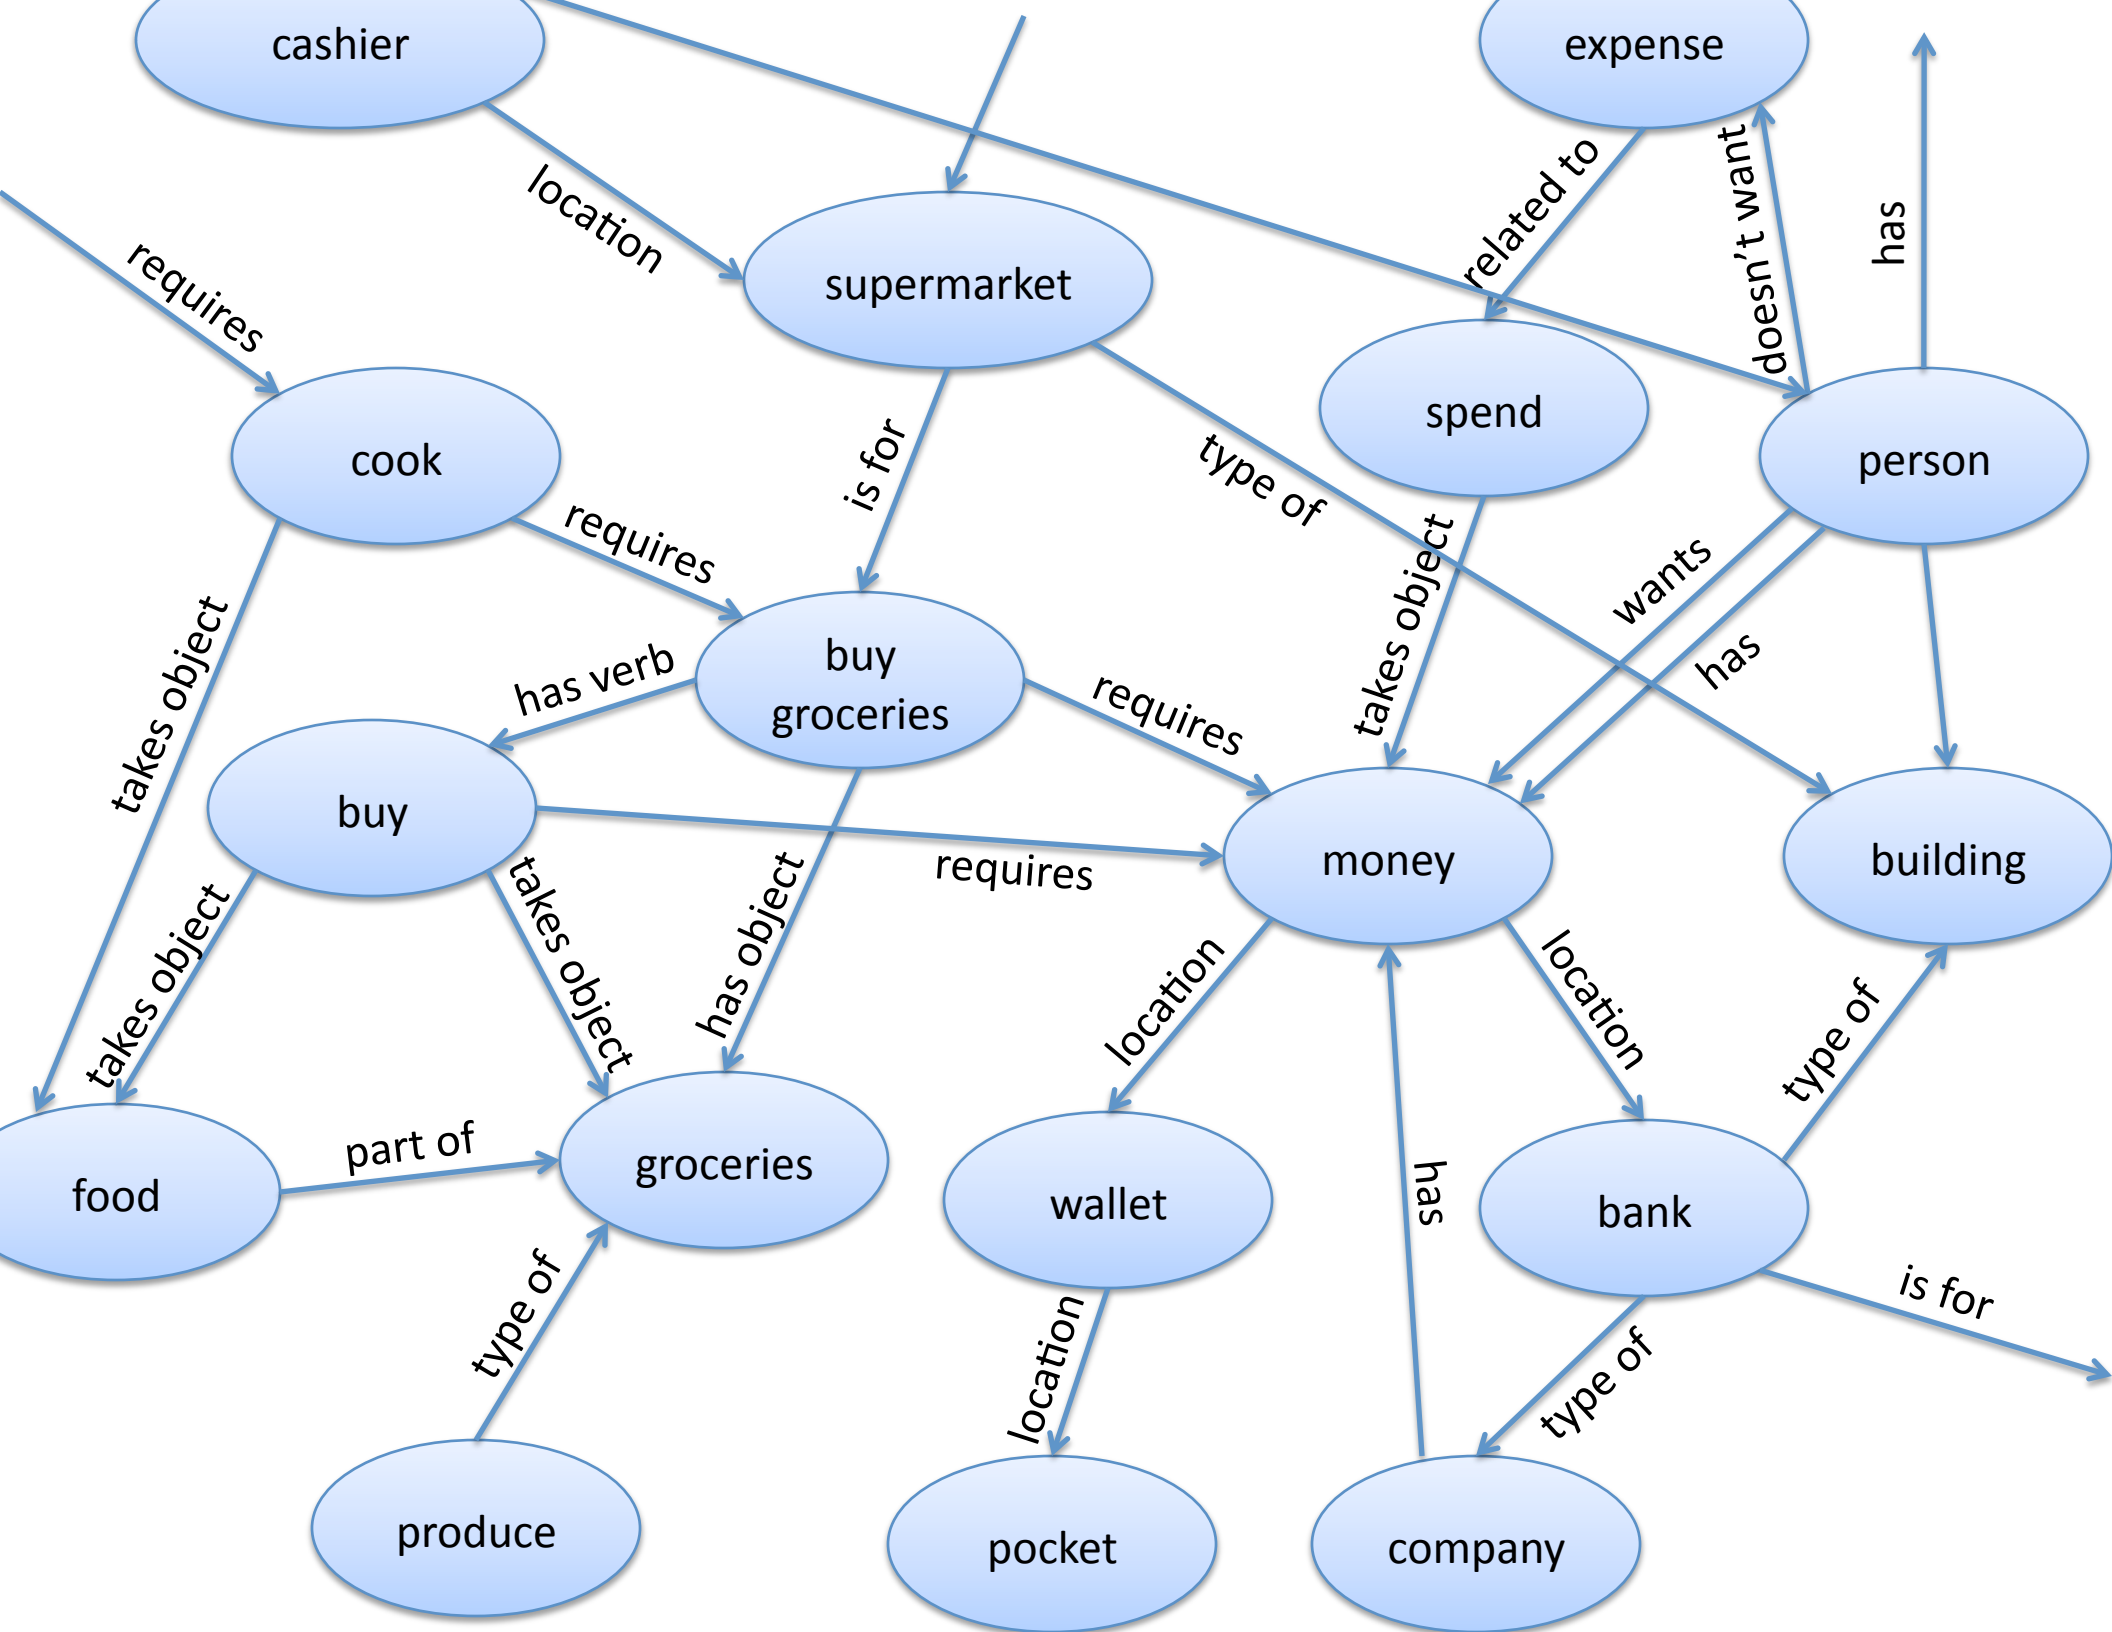 cashier
expense
location
related to
doesn't want
has
requires
supermarket
cook
spend
person
is for
type of
requires
takes object
wants
has
takes object
has verb
buy
groceries
requires
buy
requires
money
building
takes object
takes object
has object
location
location
type of
food
part of
groceries
wallet
has
bank
type of
location
is for
type of
produce
pocket
company